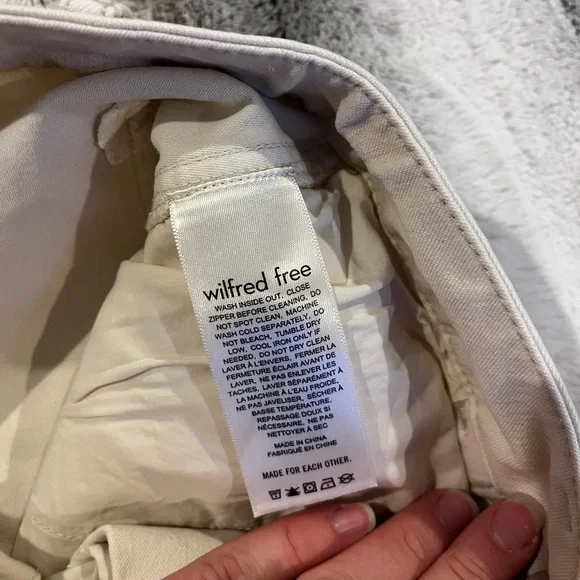 wilfred free
WASH INSIDE OUT, CLOSE
ZIPPER BEFORE CLEANING, DO
NOT SPOT CLEAN, MACHINE
WASH COLD SEPARATELY, DO
NOT BLEACH, TUMBLE DRY
LOW, COOL IRON ONLY IF
NEEDED, DO NOT DRY CLEAN
LAVER À L'ENVERS, FERMER LA
FERMETURE ÉCLAIR AVANT DE
LAVER, NE PAS ENLEVER LES
TACHES, LAVER SÉPARÉMENT À
LA MACHINE À L'EAU FROIDE,
NE PAS JAVELISER, SÉCHER À
BASSE TEMPÉRATURE,
REPASSAGE DOUX SI
NÉCESSAIRE, NE PAS
NETTOYER À SEC
MADE IN CHINA
FABRIQUÉ EN CHINE
MADE FOR EACH OTHER.